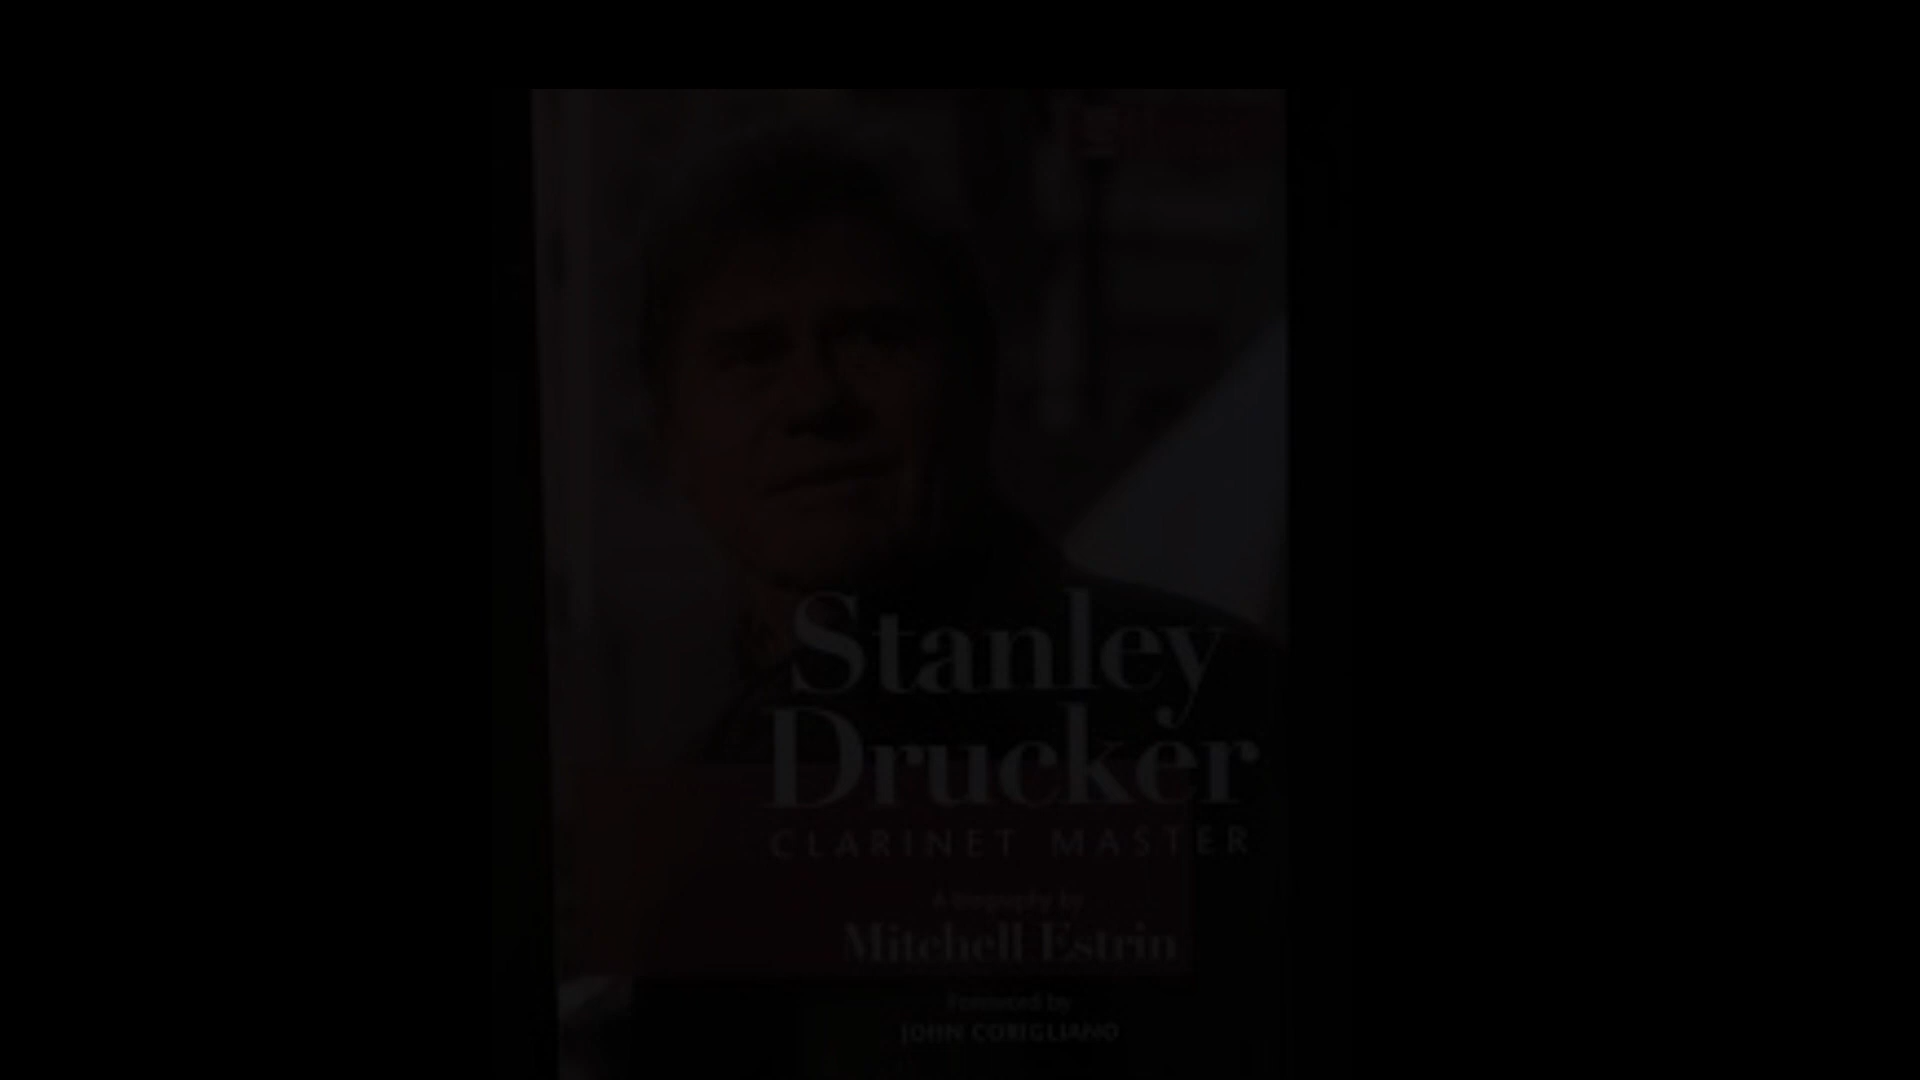 Stanley
Drucker
CLARINET MASTER
A biography by
Mitchell Estrin
Foreword by
JOHN CORIGLIANO